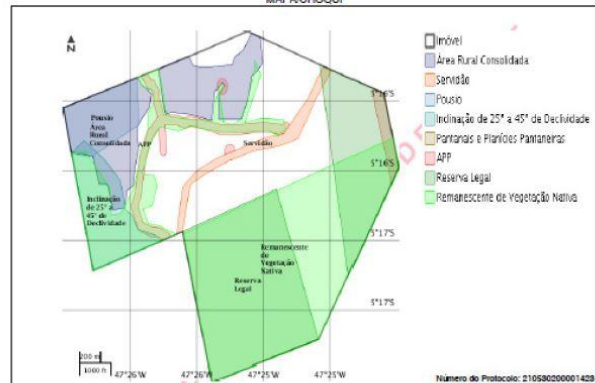 MAPA/CROQUI
N
Imóvel
Área Rural Consolidada
Servidão
Pousio
Inclinação de 25° a 45° de Declividade
Pantanais e Planícies Pantaneiras
APP
Reserva Legal
Remanescente de Vegetação Nativa
5°16'S
5°16'S
5°17'S
5°17'S
Pousio
Área
Rural
Consolidada
APP
Servidão
Inclinação
de 25° a
45° de
Declividade
Remanescente
de
Vegetação
Nativa
Reserva
Legal
200 m
1000 ft
47°26'W
47°26'W
47°25'W
47°25'W
Número do Protocolo: 210530200001423